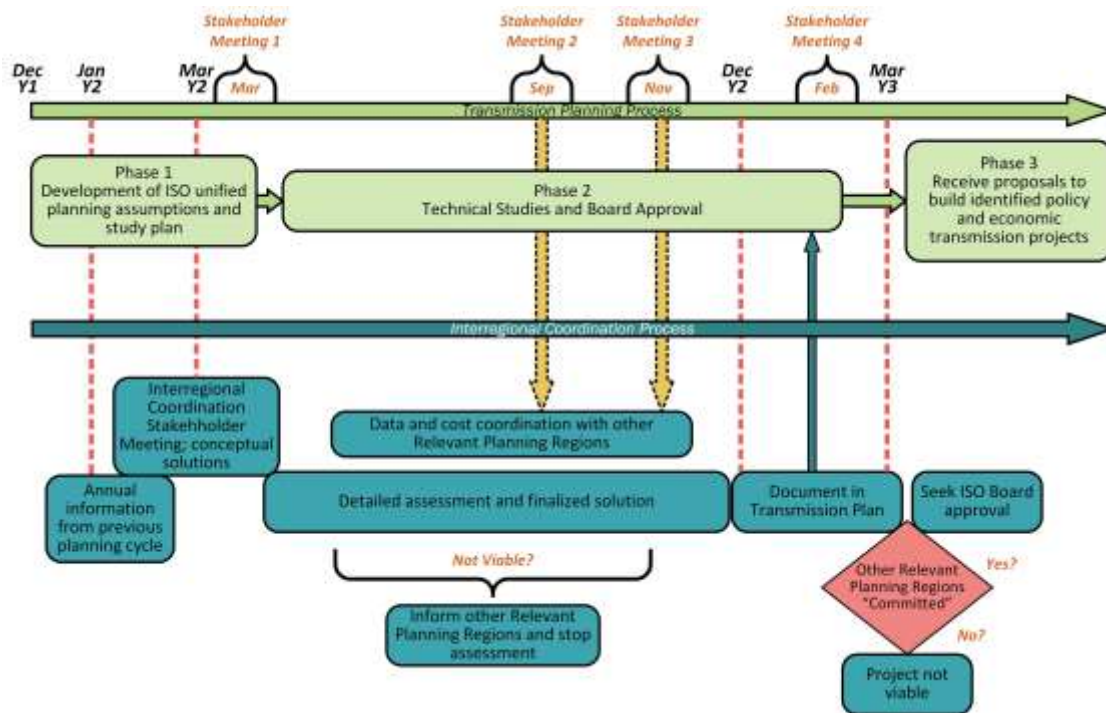 Stakeholder
Meeting 1
Stakeholder
Meeting 2
Stakeholder
Meeting 3
Stakeholder
Meeting 4
Dec
Y1
Jan
Y2
Mar
Y2
Mar
Sep
Nov
Dec
Y2
Feb
Mar
Y3
Transmission Planning Process
Phase 1
Development of ISO unified
planning assumptions and
study plan
Phase 2
Technical Studies and Board Approval
Phase 3
Receive proposals to
build identified policy
and economic
transmission projects
Interregional Coordination Process
Interregional
Coordination
Stakehholder
Meeting; conceptual
solutions
Data and cost coordination with other
Relevant Planning Regions
Annual
information
from previous
planning cycle
Detailed assessment and finalized solution
Document in
Transmission Plan
Seek ISO Board
approval
Not Viable?
Inform other Relevant
Planning Regions and stop
assessment
Other Relevant
Planning Regions
"Committed"
Yes?
No?
Project not
viable